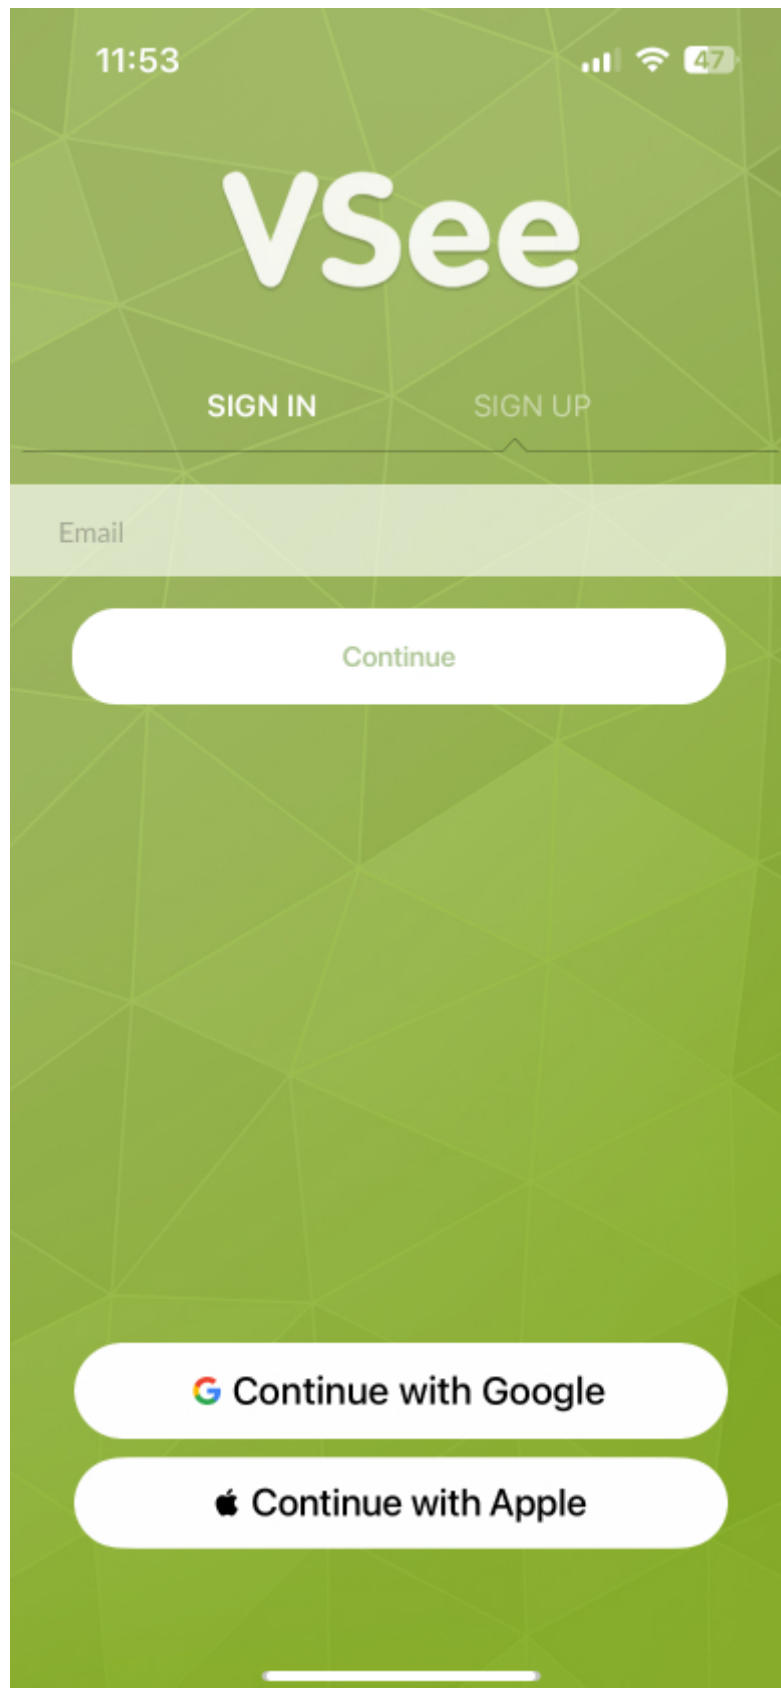 11:53
47
VSee
SIGN IN
SIGN UP
Email
Continue
Continue with Google
Continue with Apple